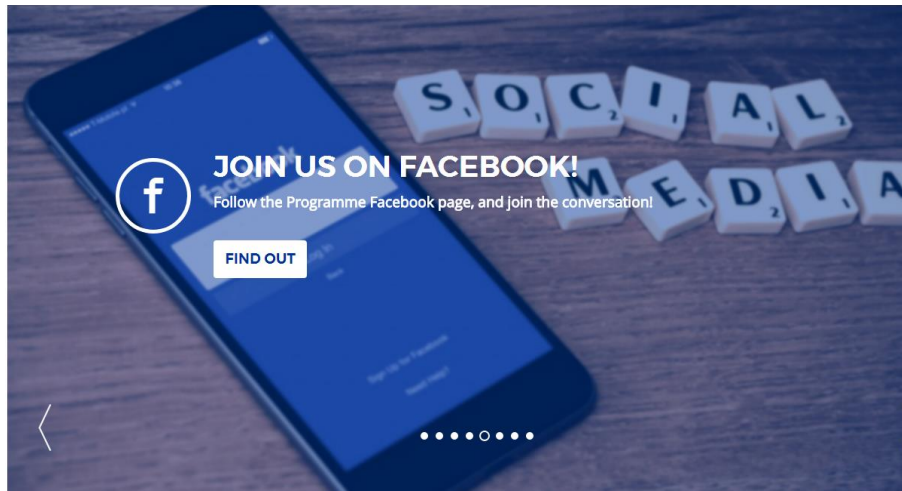 SOCIAL
MEDIA
JOIN US ON FACEBOOK!
f
Follow the Programme Facebook page, and join the conversation!
FIND OUT
facebook
Log In
Sign Up for Facebook
Need Help?